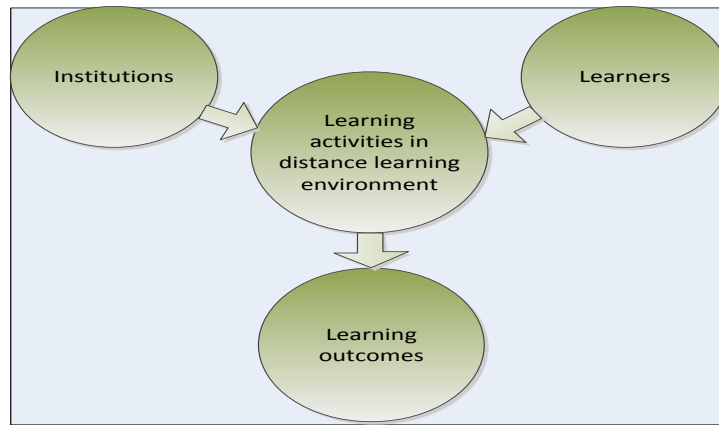 Institutions
Learners
Learning
activities in
distance learning
environment
Learning
outcomes